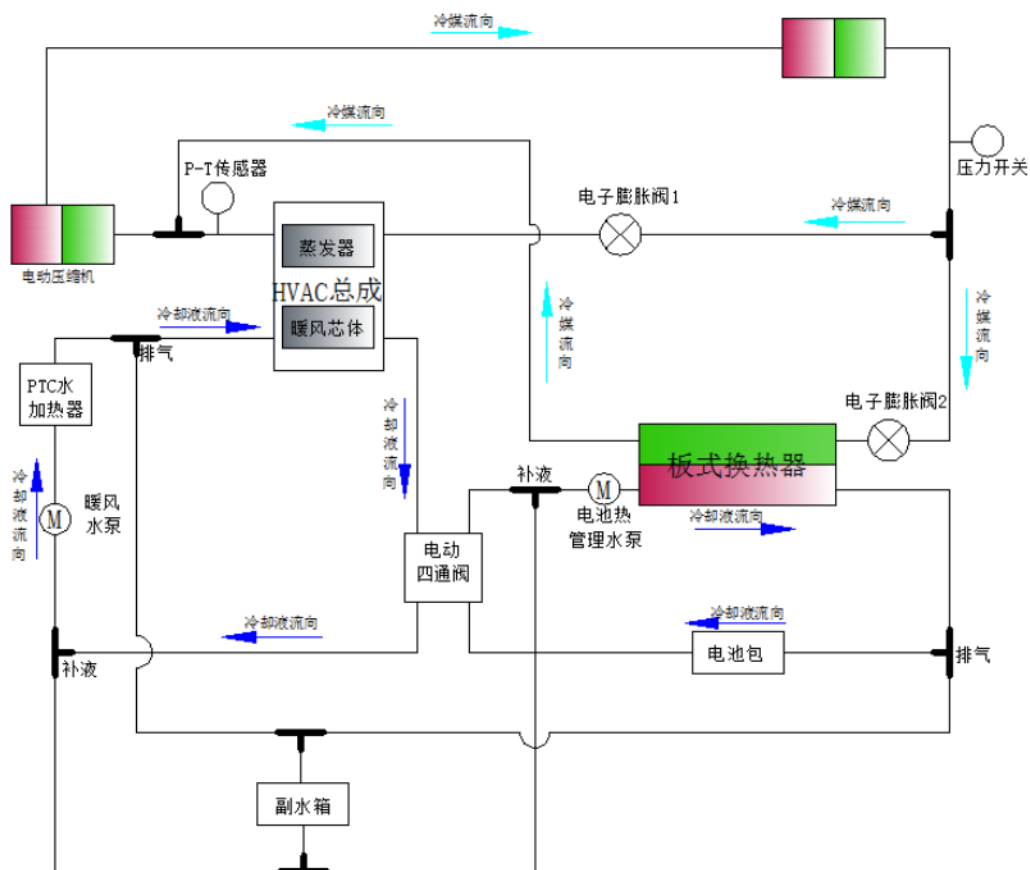 冷媒流向
冷媒流向
P-T传感器
压力开关
电子膨胀阀1
冷媒流向
蒸发器
电动压缩机
HVAC总成
冷却液流向
暖风芯体
冷媒流向
冷媒流向
排气
PTC水
加热器
电子膨胀阀2
冷却液流向
板式换热器
补液
M
冷却液流向
M
暖风
水泵
电池热
管理水泵
冷却液流向
电动
四通阀
冷却液流向
冷却液流向
补液
电池包
排气
副水箱